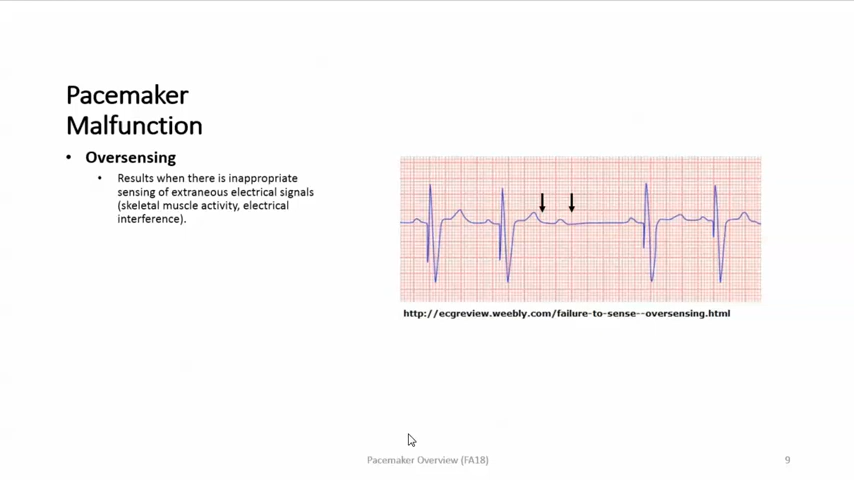 Pacemaker
Malfunction
• Oversensing
• Results when there is inappropriate
sensing of extraneous electrical signals
(skeletal muscle activity, electrical
interference).
http://ecgreview.weebly.com/failure-to-sense--oversensing.html
Pacemaker Overview (FA18)
9